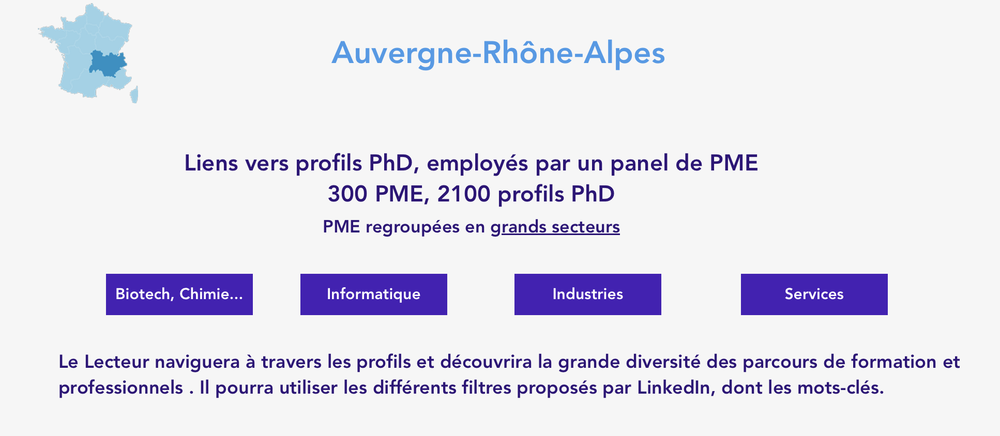 Auvergne-Rhône-Alpes
Liens vers profils PhD, employés par un panel de PME
300 PME, 2100 profils PhD
PME regroupées en grands secteurs
Biotech, Chimie...
Informatique
Industries
Services
Le Lecteur naviguera à travers les profils et découvrira la grande diversité des parcours de formation et
professionnels . Il pourra utiliser les différents filtres proposés par LinkedIn, dont les mots-clés.